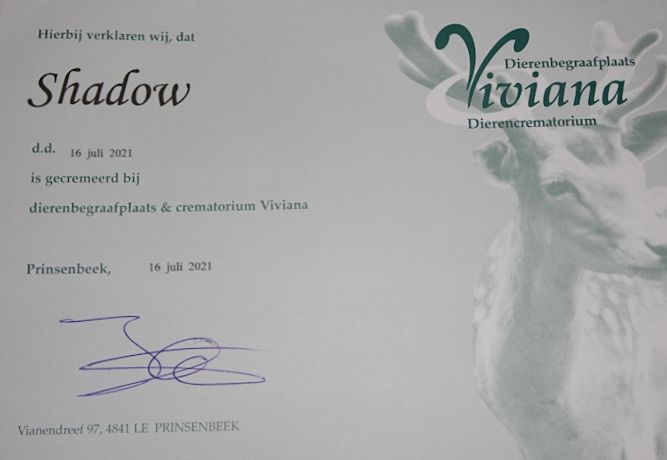 Hierbij verklaren wij, dat
Shadow
d.d. 16 juli 2021
is gecremeerd bij
dierenbegraafplaats & crematorium Viviana
Prinsenbeek, 16 juli 2021
Vianendreef 97, 4841 LE PRINSENBEEK
Dierenbegraafplaats
Viviana
Dierencrematorium